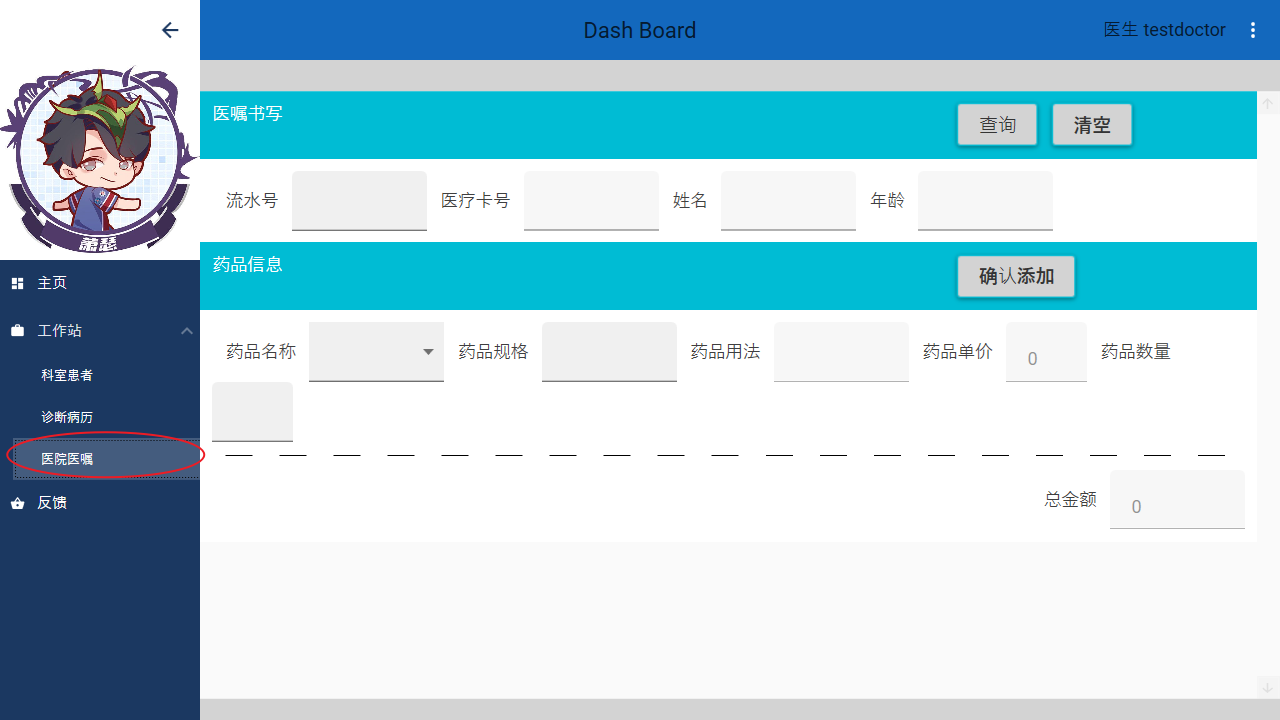 Dash Board
医生 testdoctor
萧瑟
主页
工作站
科室患者
诊断病历
医院医嘱
反馈
医嘱书写
查询
清空
流水号
医疗卡号
姓名
年龄
药品信息
确认添加
药品名称
药品规格
药品用法
药品单价 0
药品数量
总金额 0